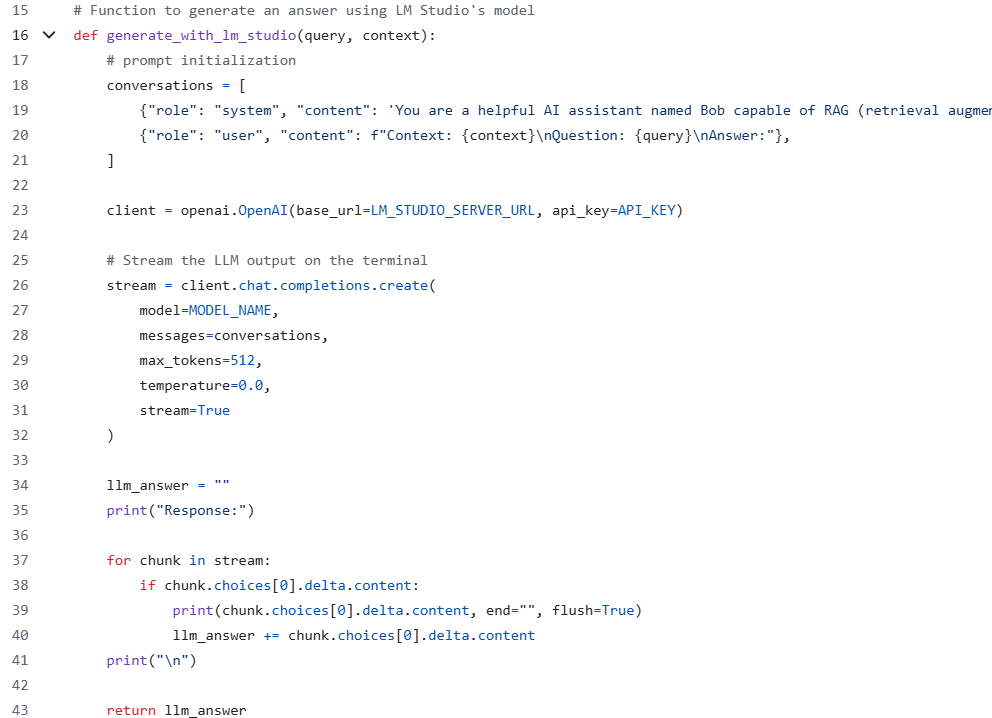 15 # Function to generate an answer using LM Studio's model
16 def generate_with_lm_studio(query, context):
17     # prompt initialization
18     conversations = [
19         {"role": "system", "content": 'You are a helpful AI assistant named Bob capable of RAG (retrieval augmen
20         {"role": "user", "content": f"Context: {context}\nQuestion: {query}\nAnswer:"},
21     ]
22
23     client = openai.OpenAI(base_url=LM_STUDIO_SERVER_URL, api_key=API_KEY)
24
25     # Stream the LLM output on the terminal
26     stream = client.chat.completions.create(
27         model=MODEL_NAME,
28         messages=conversations,
29         max_tokens=512,
30         temperature=0.0,
31         stream=True
32     )
33
34     llm_answer = ""
35     print("Response:")
36
37     for chunk in stream:
38         if chunk.choices[0].delta.content:
39             print(chunk.choices[0].delta.content, end="", flush=True)
40             llm_answer += chunk.choices[0].delta.content
41     print("\n")
42
43     return llm_answer